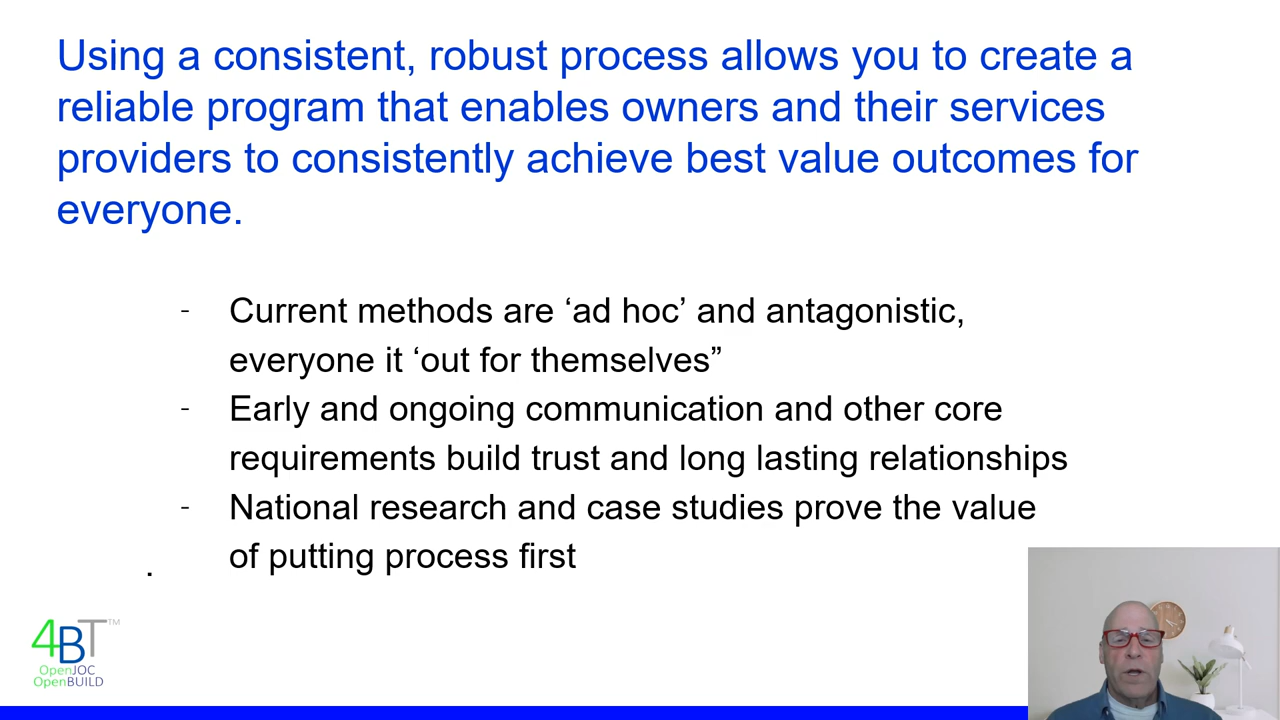 Using a consistent, robust process allows you to create a
reliable program that enables owners and their services
providers to consistently achieve best value outcomes for
everyone.
- Current methods are ‘ad hoc’ and antagonistic,
everyone it ‘out for themselves”
- Early and ongoing communication and other core
requirements build trust and long lasting relationships
- National research and case studies prove the value
of putting process first
.
4BT™
OpenJOC
OpenBUILD